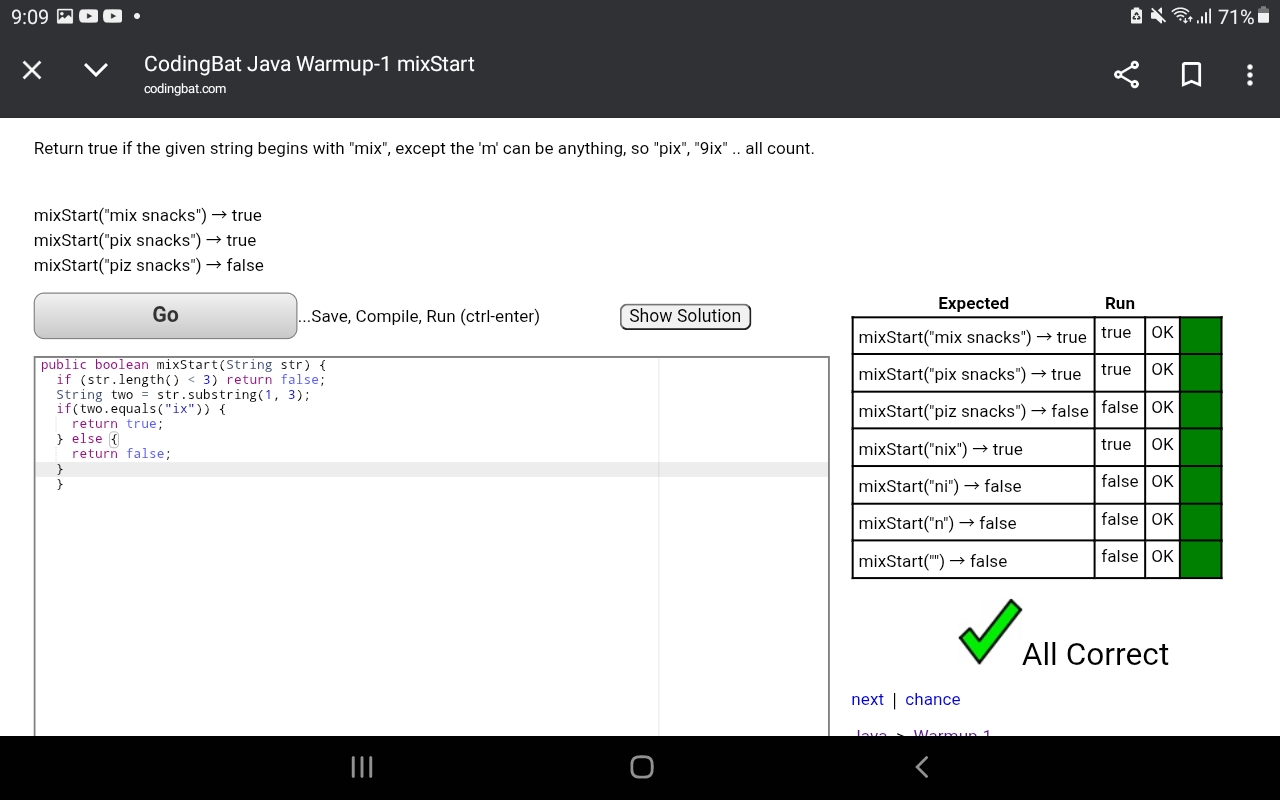 9:09
71%
CodingBat Java Warmup-1 mixStart
codingbat.com
Return true if the given string begins with "mix", except the 'm' can be anything, so "pix", "9ix" .. all count.
mixStart("mix snacks") → true
mixStart("pix snacks") → true
mixStart("piz snacks") → false
Go
...Save, Compile, Run (ctrl-enter)
Show Solution
public boolean mixStart(String str) {
  if (str.length() < 3) return false;
  String two = str.substring(1, 3);
  if(two.equals("ix")) {
    return true;
  } else {
    return false;
  }
  }
Expected Run
mixStart("mix snacks") → true true OK
mixStart("pix snacks") → true true OK
mixStart("piz snacks") → false false OK
mixStart("nix") → true true OK
mixStart("ni") → false false OK
mixStart("n") → false false OK
mixStart("") → false false OK
All Correct
next | chance
Java > Warmup-1